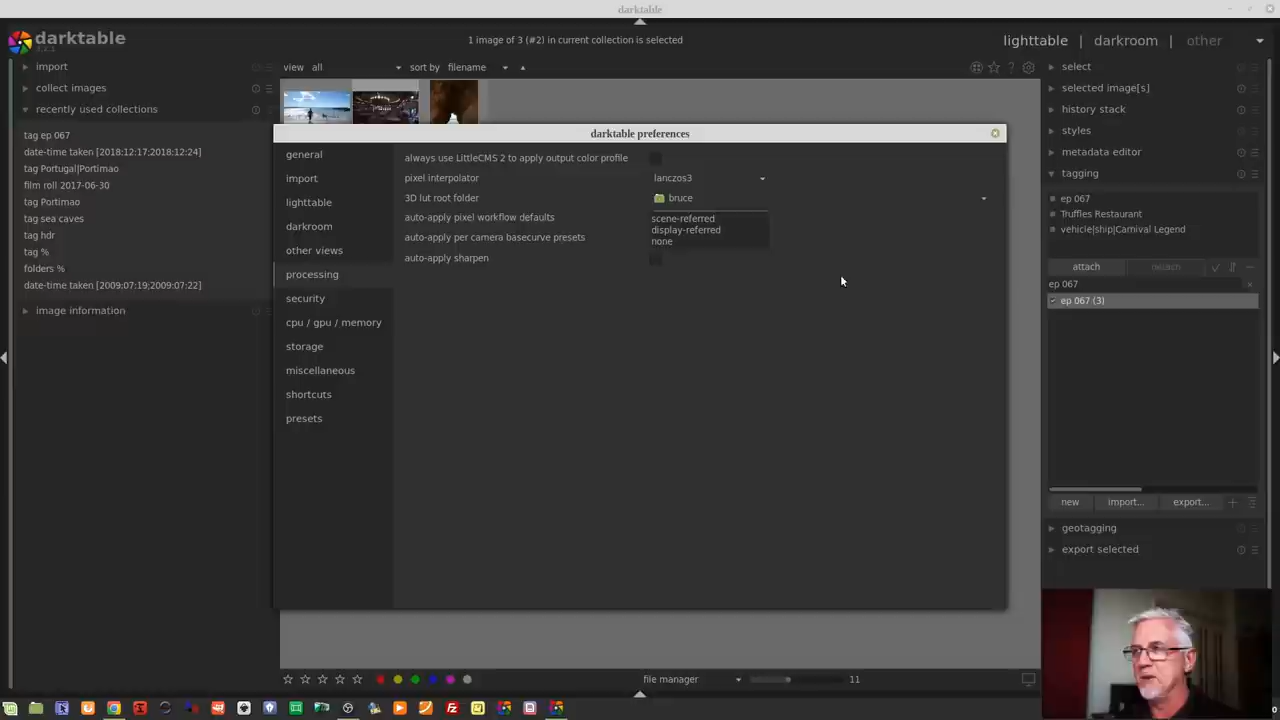 darktable
darktable
1 image of 3 (#2) in current collection is selected
lighttable | darkroom | other
import
collect images
recently used collections
tag ep 067
date-time taken [2018:12:17;2018:12:24]
tag Portugal|Portimao
film roll 2017-06-30
tag Portimao
tag sea caves
tag hdr
tag %
folders %
date-time taken [2009:07:19;2009:07:22]
image information
view all
sort by filename
darktable preferences
general
import
lighttable
darkroom
other views
processing
security
cpu / gpu / memory
storage
miscellaneous
shortcuts
presets
always use LittleCMS 2 to apply output color profile
pixel interpolator
lanczos3
3D lut root folder
bruce
auto-apply pixel workflow defaults
scene-referred
display-referred
none
auto-apply per camera basecurve presets
auto-apply sharpen
select
selected image[s]
history stack
styles
metadata editor
tagging
ep 067
Truffles Restaurant
vehicle|ship|Carnival Legend
attach
detach
ep 067
ep 067 (3)
new
import...
export...
geotagging
export selected
file manager
11